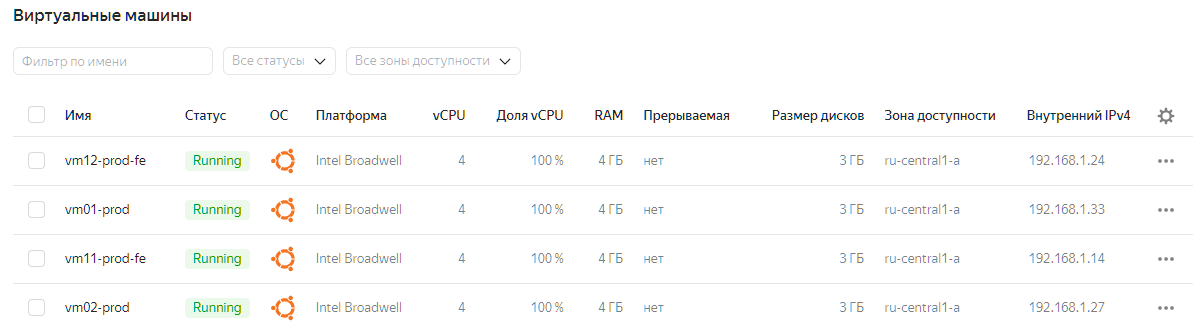 Виртуальные машины
Фильтр по имени Все статусы Все зоны доступности
Имя Статус ОС Платформа vCPU Доля vCPU RAM Прерываемая Размер дисков Зона доступности Внутренний IPv4
vm12-prod-fe Running Intel Broadwell 4 100 % 4 ГБ нет 3 ГБ ru-central1-a 192.168.1.24
vm01-prod Running Intel Broadwell 4 100 % 4 ГБ нет 3 ГБ ru-central1-a 192.168.1.33
vm11-prod-fe Running Intel Broadwell 4 100 % 4 ГБ нет 3 ГБ ru-central1-a 192.168.1.14
vm02-prod Running Intel Broadwell 4 100 % 4 ГБ нет 3 ГБ ru-central1-a 192.168.1.27